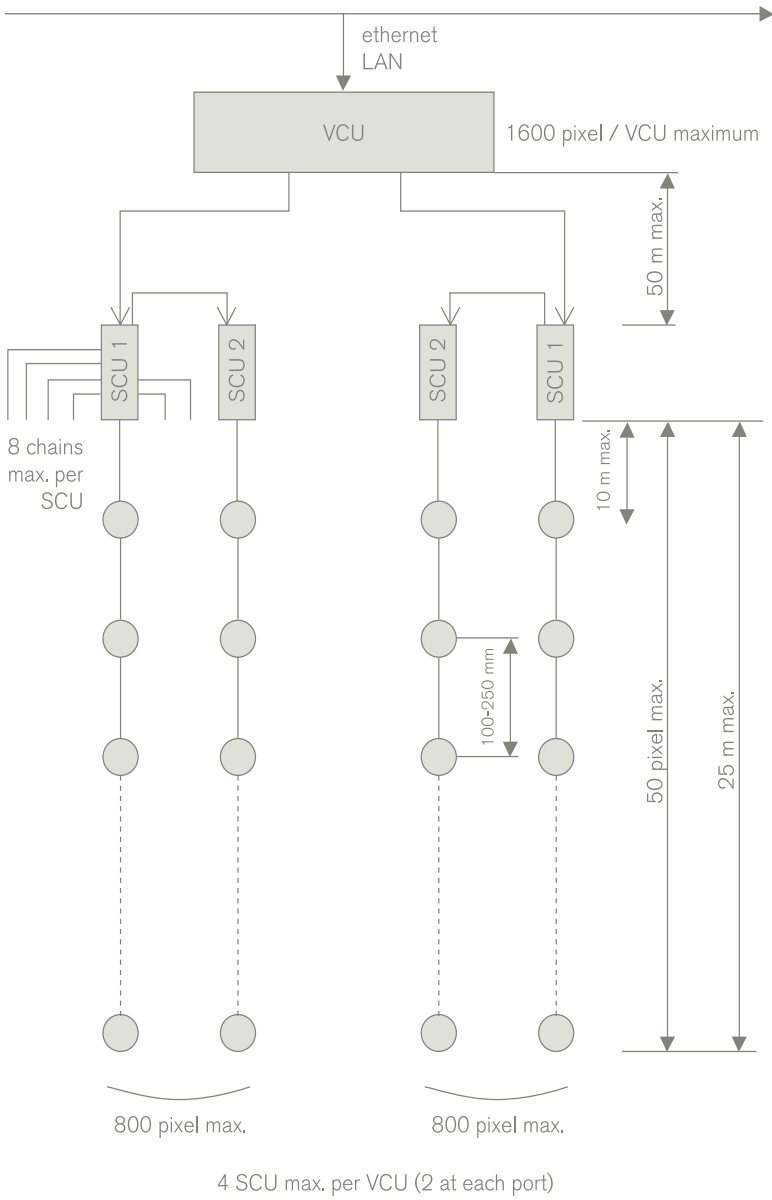 ethernet
LAN
VCU
1600 pixel / VCU maximum
50 m max.
SCU 1
SCU 2
SCU 2
SCU 1
8 chains
max. per
SCU
10 m max.
100-250 mm
50 pixel max.
25 m max.
800 pixel max.
800 pixel max.
4 SCU max. per VCU (2 at each port)